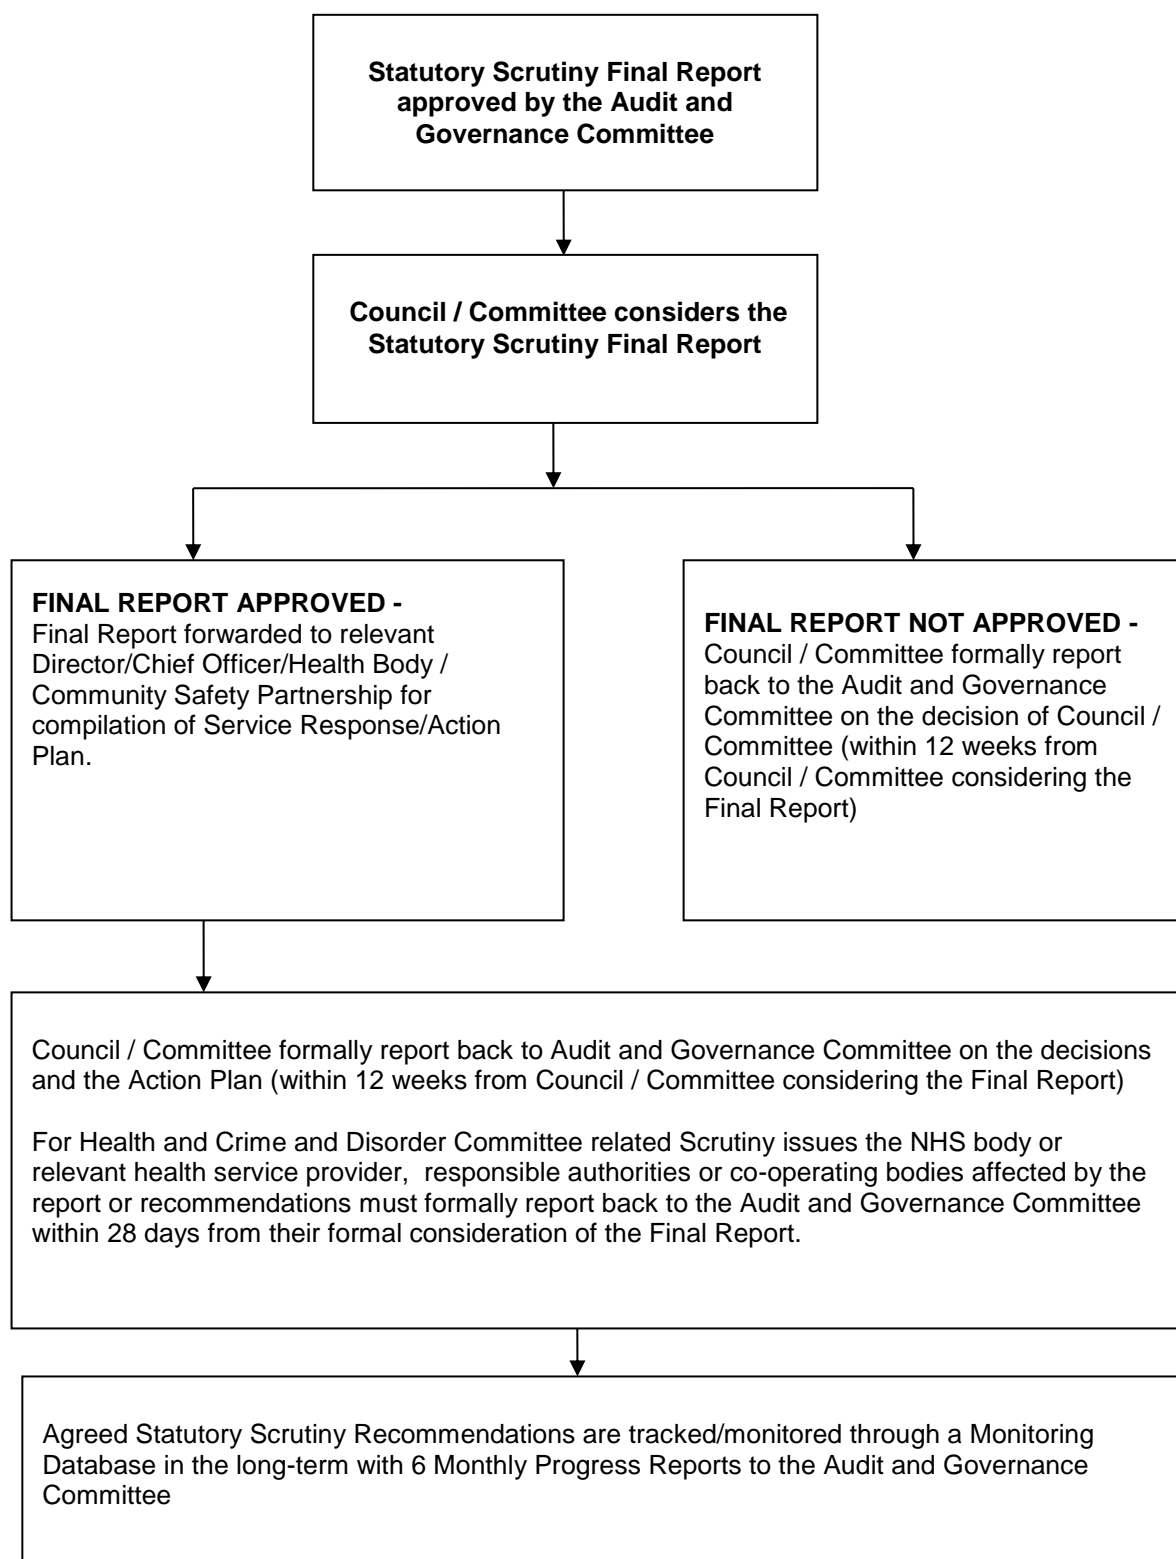 Statutory Scrutiny Final Report
approved by the Audit and
Governance Committee
Council / Committee considers the
Statutory Scrutiny Final Report
FINAL REPORT APPROVED -
Final Report forwarded to relevant
Director/Chief Officer/Health Body /
Community Safety Partnership for
compilation of Service Response/Action
Plan.
FINAL REPORT NOT APPROVED -
Council / Committee formally report
back to the Audit and Governance
Committee on the decision of Council /
Committee (within 12 weeks from
Council / Committee considering the
Final Report)
Council / Committee formally report back to Audit and Governance Committee on the decisions
and the Action Plan (within 12 weeks from Council / Committee considering the Final Report)
For Health and Crime and Disorder Committee related Scrutiny issues the NHS body or
relevant health service provider,  responsible authorities or co-operating bodies affected by the
report or recommendations must formally report back to the Audit and Governance Committee
within 28 days from their formal consideration of the Final Report.
Agreed Statutory Scrutiny Recommendations are tracked/monitored through a Monitoring
Database in the long-term with 6 Monthly Progress Reports to the Audit and Governance
Committee